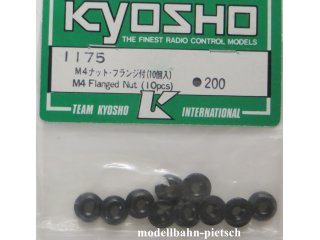 KYOSHO
THE FINEST RADIO CONTROL MODELS
1175
M4ナット・フランジ付(10個入)
M4 Flanged Nut (10pcs)
●200
TEAM KYOSHO K INTERNATIONAL
modellbahn-pietsch